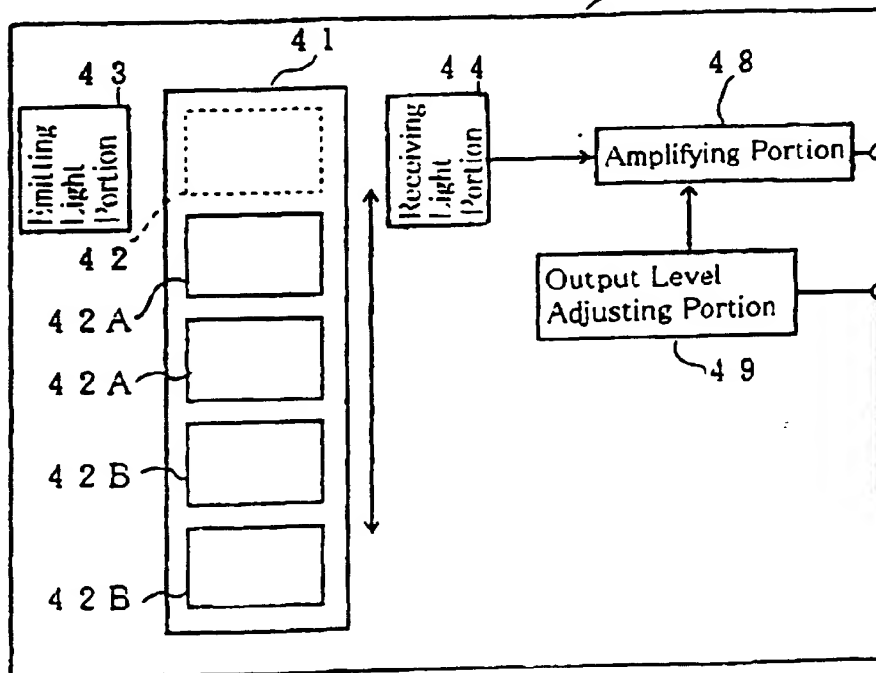 4 1
4 3
4 4
4 8
Emitting
Light
Portion
Receiving
Light
Portion
Amplifying Portion
4 2
4 2 A
4 2 A
4 2 B
4 2 B
Output Level
Adjusting Portion
4 9